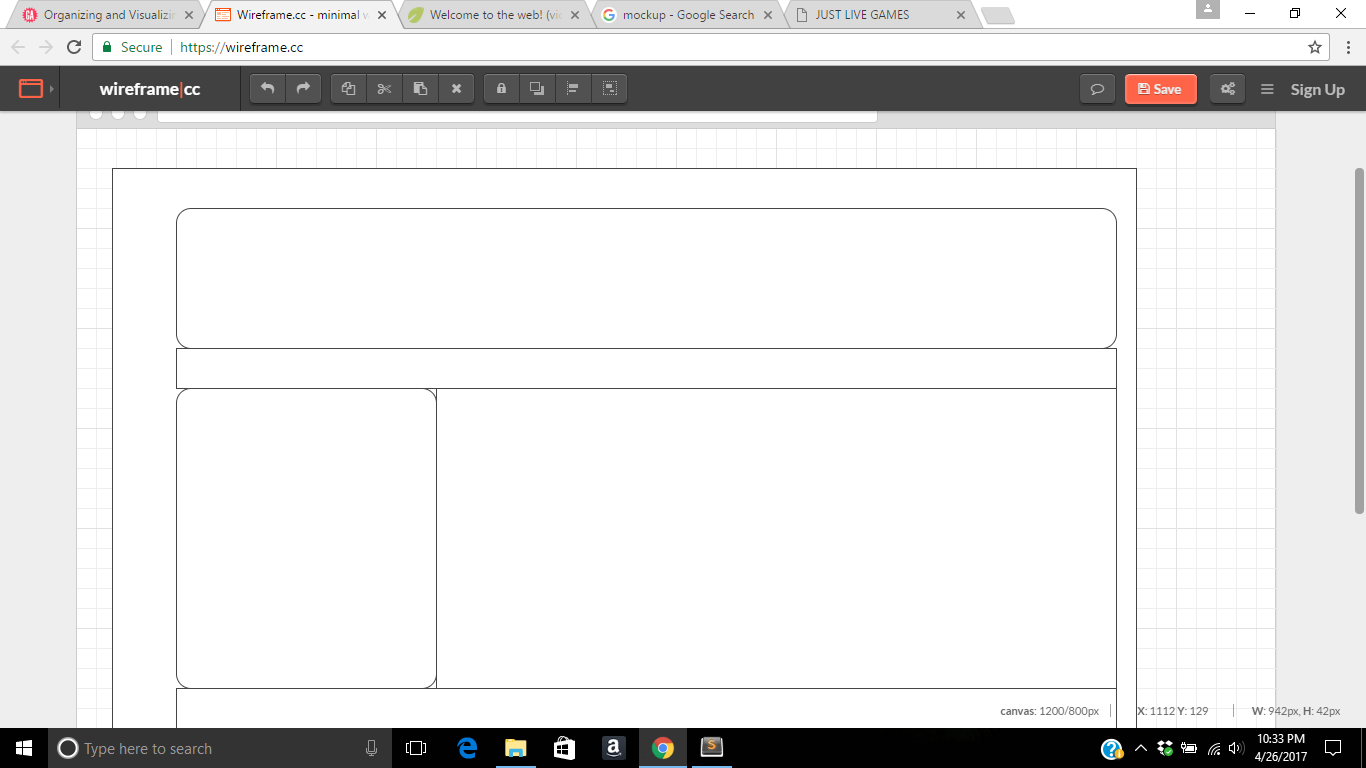 Organizing and Visualizin
Wireframe.cc - minimal w
Welcome to the web! (vic
mockup - Google Search
JUST LIVE GAMES
Secure https://wireframe.cc
wireframe|cc
Save
Sign Up
canvas: 1200/800px X: 1112 Y: 129 W: 942px, H: 42px
Type here to search
10:33 PM
4/26/2017